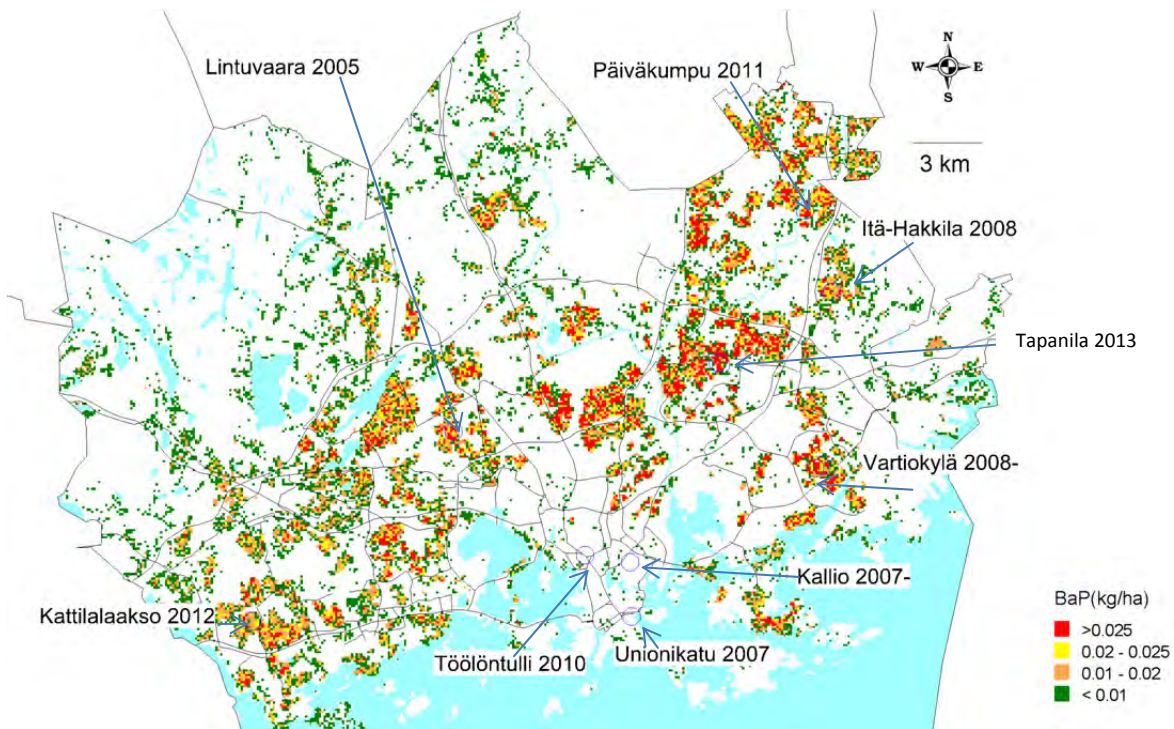 Lintuvaara 2005
Päiväkumpu 2011
N
W E
S
3 km
Itä-Hakkila 2008
Tapanila 2013
Vartiokylä 2008-
Kallio 2007-
Kattilalaakso 2012
Töölöntulli 2010
Unionikatu 2007
BaP(kg/ha)
>0.025
0.02 - 0.025
0.01 - 0.02
< 0.01